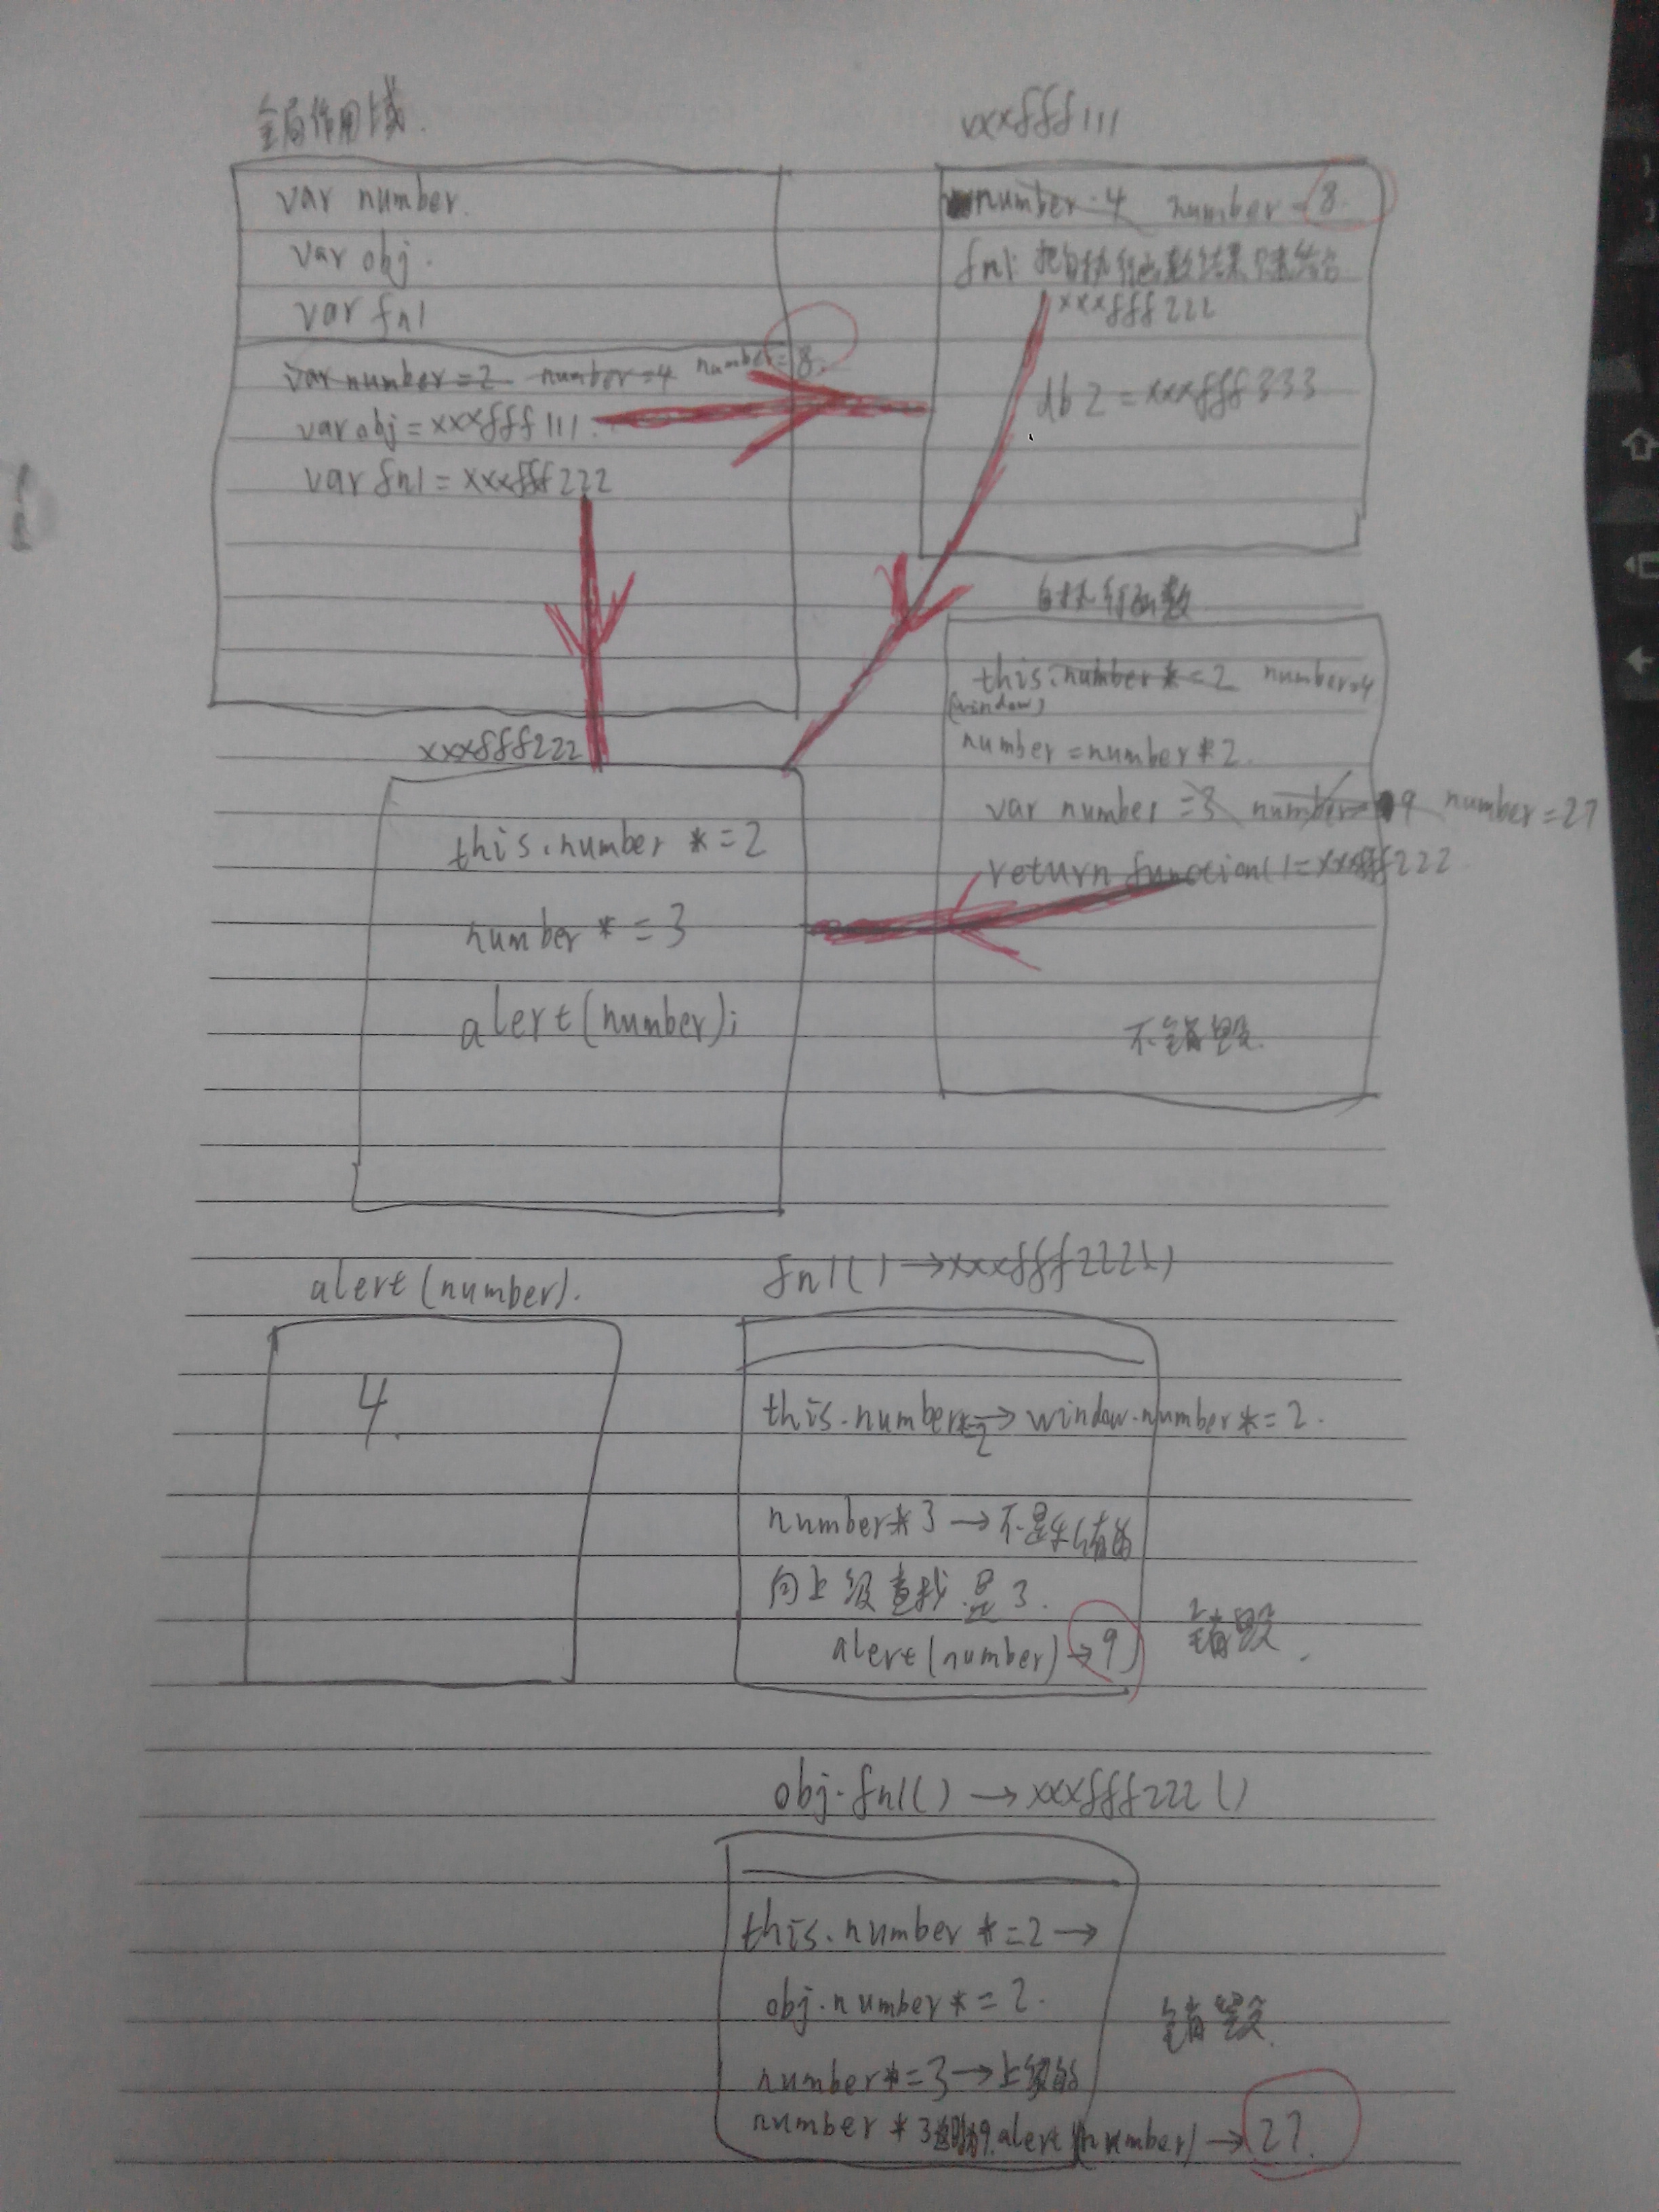 全局作用域.
var number.
var obj.
var fn1
var number=2 number=4 number=8.
var obj=xxxfff111.
var fn1=xxxfff222
xxxfff111
number=4 number=8.
fn1: 把自执行函数结果
xxxfff222
db2=xxxfff333
自执行函数
this.number*=2 number=4
(window)
number=number*2.
var number=3 number=9 number=27
return function()=xxxfff222
不销毁.
xxxfff222
this.number *=2
number *=3
alert(number);
alert(number).
4.
fn1()→xxxfff222()
this.number*=2→window.number*=2.
number*3→不是私有的
向上级查找是3.
alert(number)→9
销毁.
obj.fn1()→xxxfff222()
this.number *=2→
obj.number*=2.
销毁.
number*=3→上级的
number*3 9.alert(number)→27.